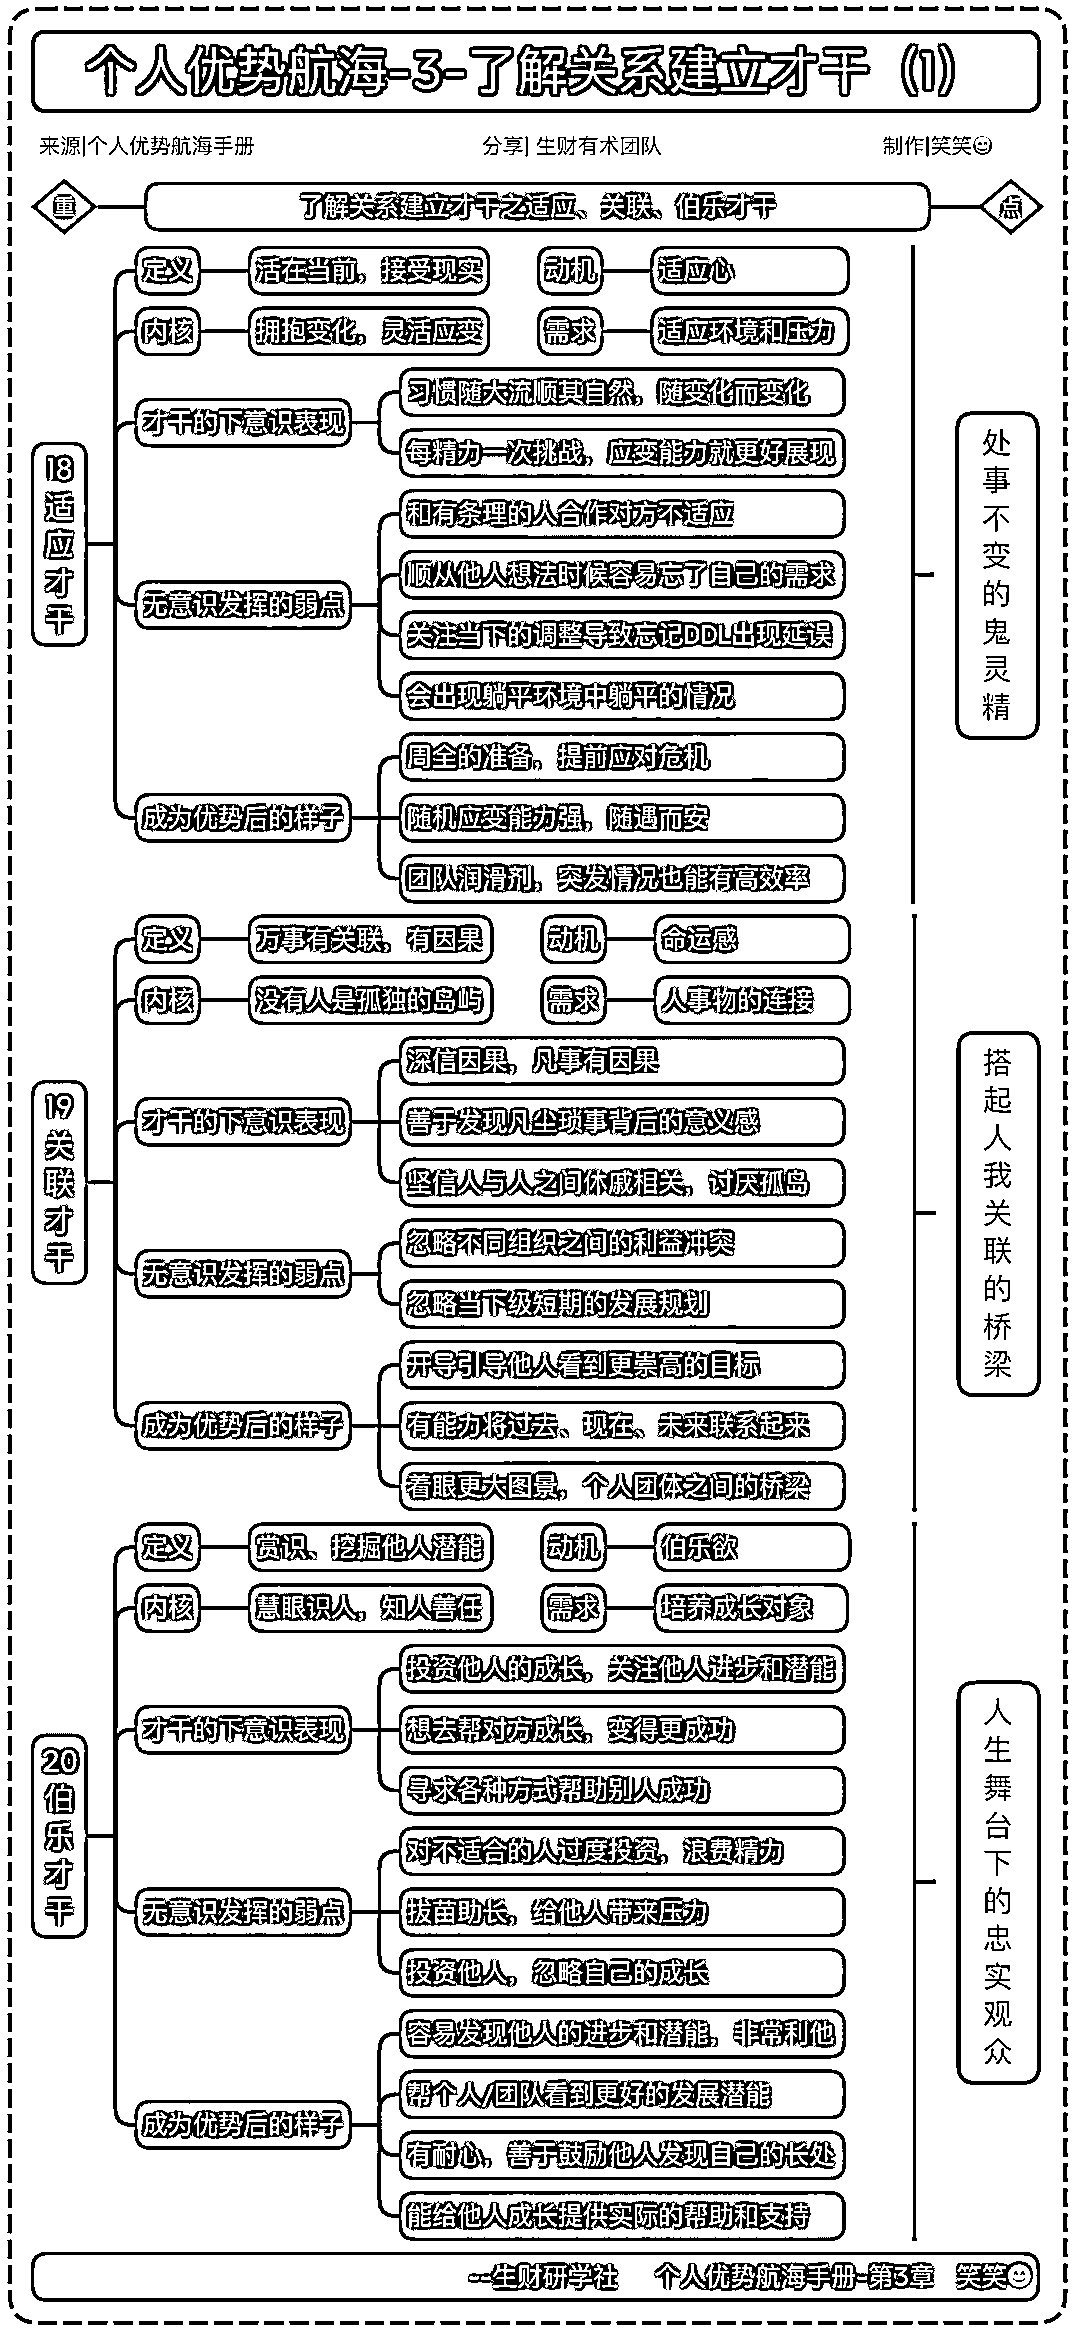 个人优势航海-3-了解关系建立才干（1）
来源|个人优势航海手册 分享| 生财有术团队 制作|笑笑
重 了解关系建立才干之适应、关联、伯乐才干 点
18适应才干
定义 活在当前，接受现实 动机 适应心
内核 拥抱变化，灵活应变 需求 适应环境和压力
才干的下意识表现
习惯随大流顺其自然，随变化而变化
每精力一次挑战，应变能力就更好展现
无意识发挥的弱点
和有条理的人合作对方不适应
顺从他人想法时候容易忘了自己的需求
关注当下的调整导致忘记DDL出现延误
会出现躺平环境中躺平的情况
成为优势后的样子
周全的准备，提前应对危机
随机应变能力强，随遇而安
团队润滑剂，突发情况也能有高效率
处事不变的鬼灵精
19关联才干
定义 万事有关联，有因果 动机 命运感
内核 没有人是孤独的岛屿 需求 人事物的连接
才干的下意识表现
深信因果，凡事有因果
善于发现凡尘琐事背后的意义感
坚信人与人之间休戚相关，讨厌孤岛
无意识发挥的弱点
忽略不同组织之间的利益冲突
忽略当下级短期的发展规划
成为优势后的样子
开导引导他人看到更崇高的目标
有能力将过去、现在、未来联系起来
着眼更大图景，个人团体之间的桥梁
搭起人我关联的桥梁
20伯乐才干
定义 赏识、挖掘他人潜能 动机 伯乐欲
内核 慧眼识人，知人善任 需求 培养成长对象
才干的下意识表现
投资他人的成长，关注他人进步和潜能
想去帮对方成长，变得更成功
寻求各种方式帮助别人成功
无意识发挥的弱点
对不适合的人过度投资，浪费精力
拔苗助长，给他人带来压力
投资他人，忽略自己的成长
成为优势后的样子
容易发现他人的进步和潜能，非常利他
帮个人/团队看到更好的发展潜能
有耐心，善于鼓励他人发现自己的长处
能给他人成长提供实际的帮助和支持
人生舞台下的忠实观众
--生财研学社 个人优势航海手册-第3章 笑笑